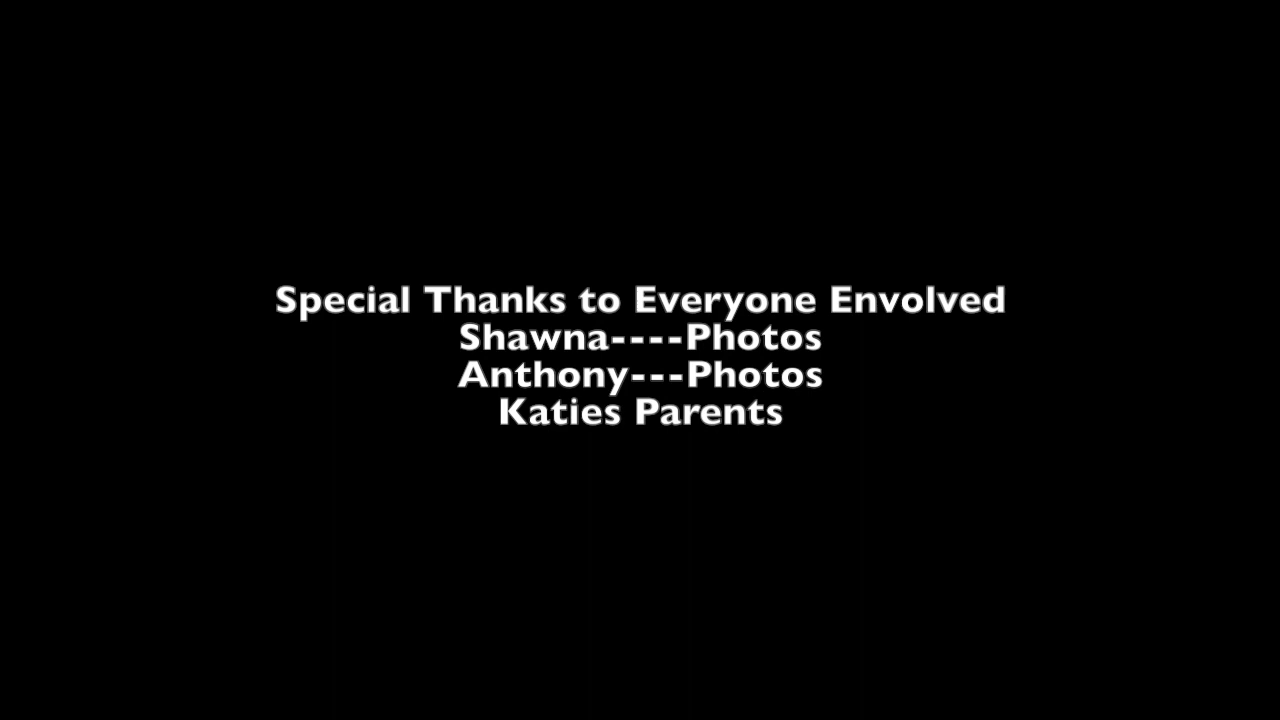 Special Thanks to Everyone Envolved
Shawna----Photos
Anthony---Photos
Katies Parents